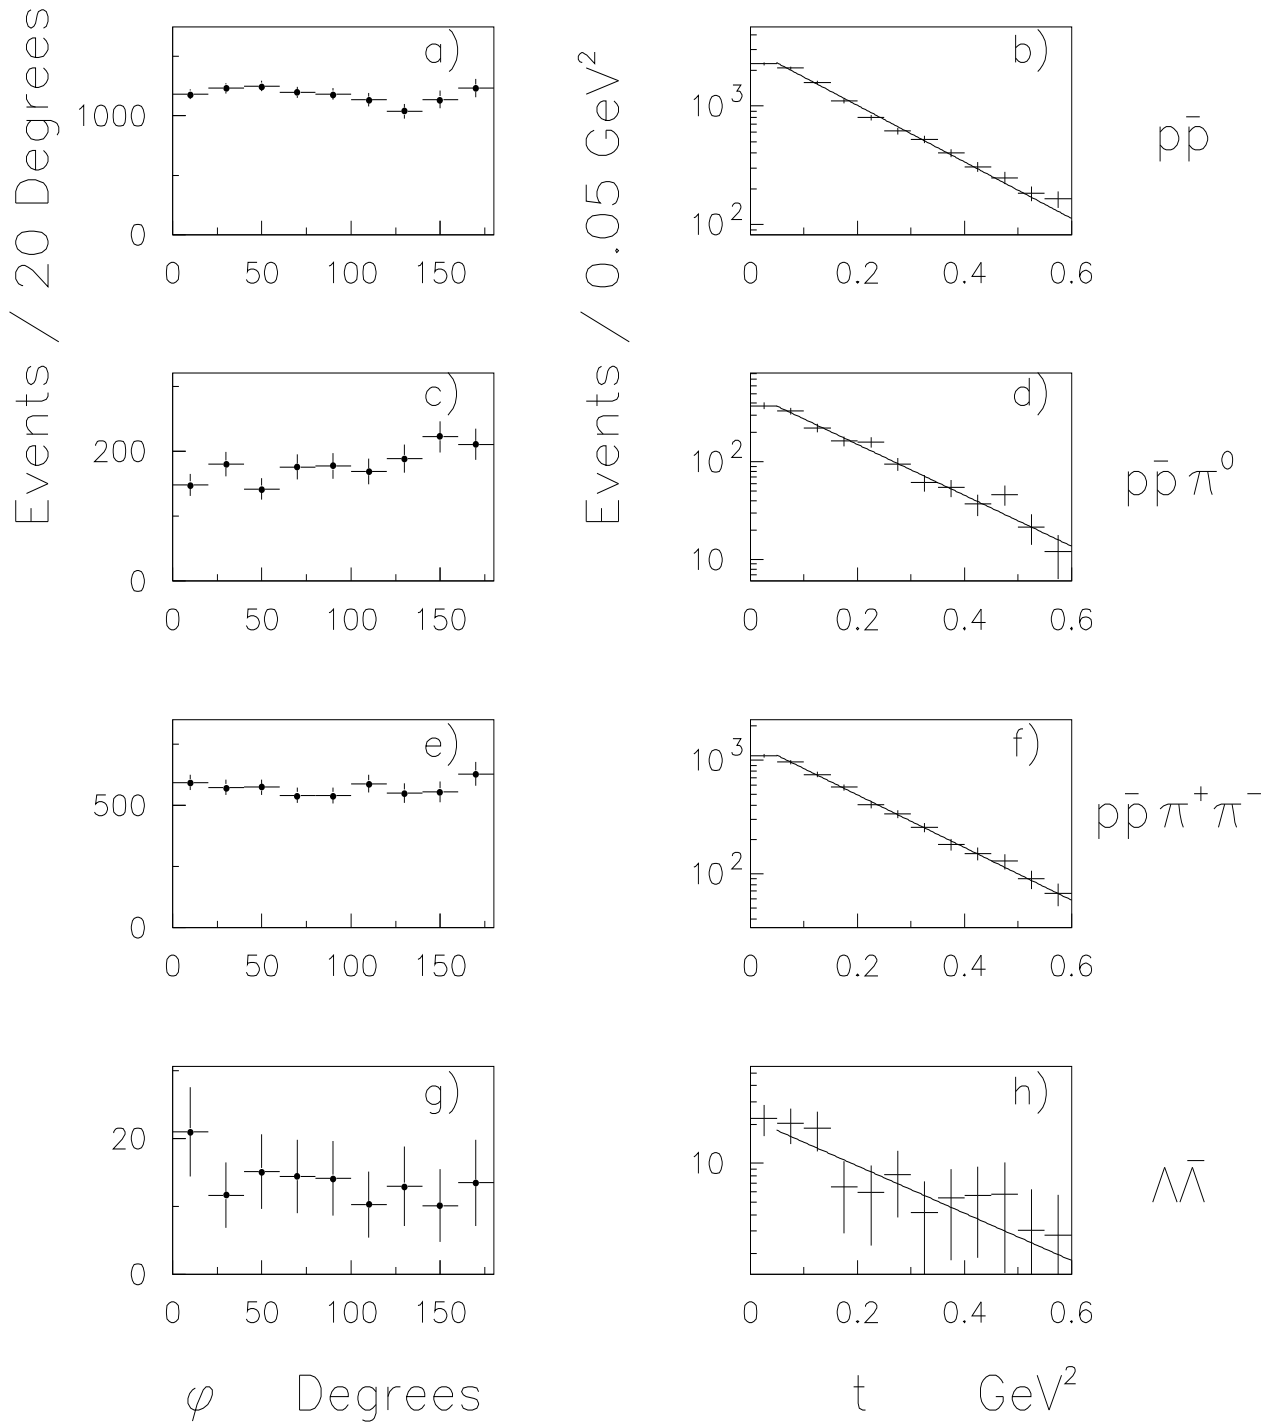 Events / 20 Degrees
Events / 0.05 GeV²
a)
1000
0
0 50 100 150
b)
10³
10²
0 0.2 0.4 0.6
pp̄
c)
200
0
0 50 100 150
d)
10²
10
0 0.2 0.4 0.6
pp̄π⁰
e)
500
0
0 50 100 150
f)
10³
10²
0 0.2 0.4 0.6
pp̄π⁺π⁻
g)
20
0
0 50 100 150
h)
10
0 0.2 0.4 0.6
ΛΛ̄
φ Degrees
t GeV²